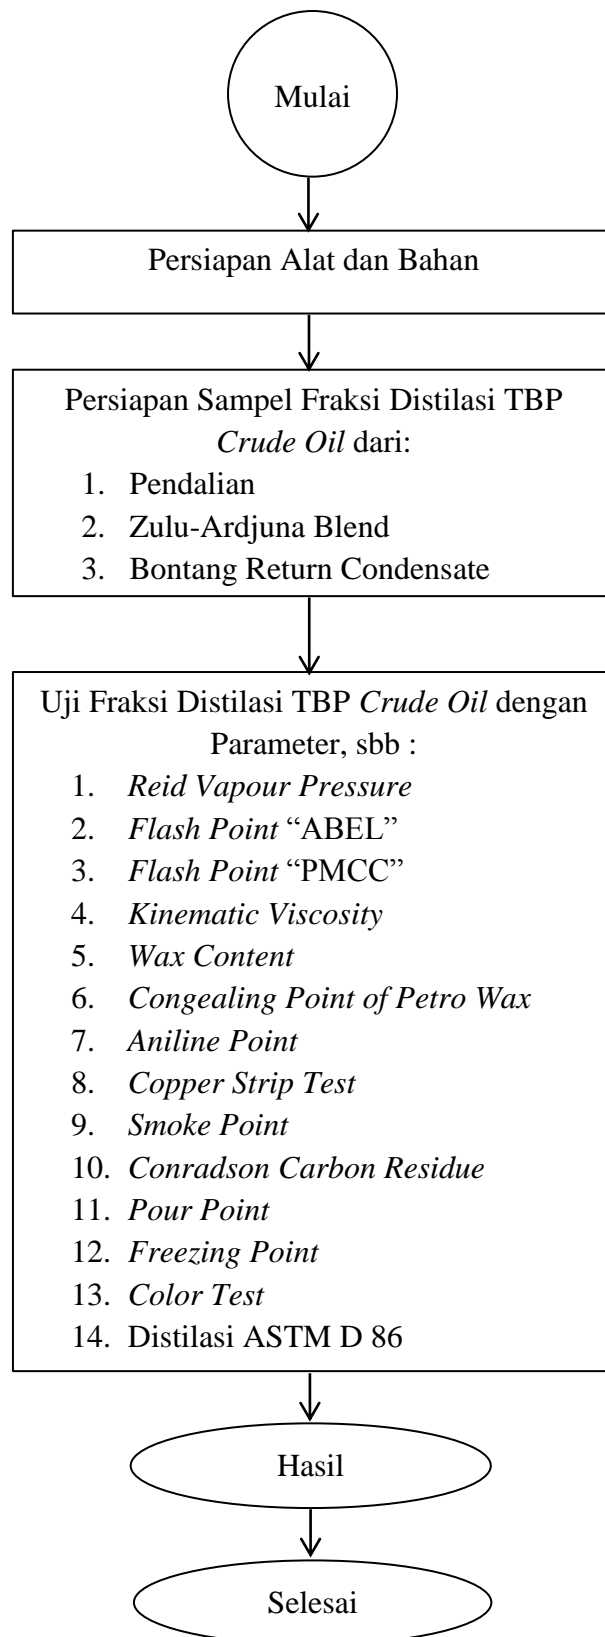 Mulai
Persiapan Alat dan Bahan
Persiapan Sampel Fraksi Distilasi TBP
Crude Oil dari:
1. Pendalian
2. Zulu-Ardjuna Blend
3. Bontang Return Condensate
Uji Fraksi Distilasi TBP Crude Oil dengan
Parameter, sbb :
1. Reid Vapour Pressure
2. Flash Point “ABEL”
3. Flash Point “PMCC”
4. Kinematic Viscosity
5. Wax Content
6. Congealing Point of Petro Wax
7. Aniline Point
8. Copper Strip Test
9. Smoke Point
10. Conradson Carbon Residue
11. Pour Point
12. Freezing Point
13. Color Test
14. Distilasi ASTM D 86
Hasil
Selesai